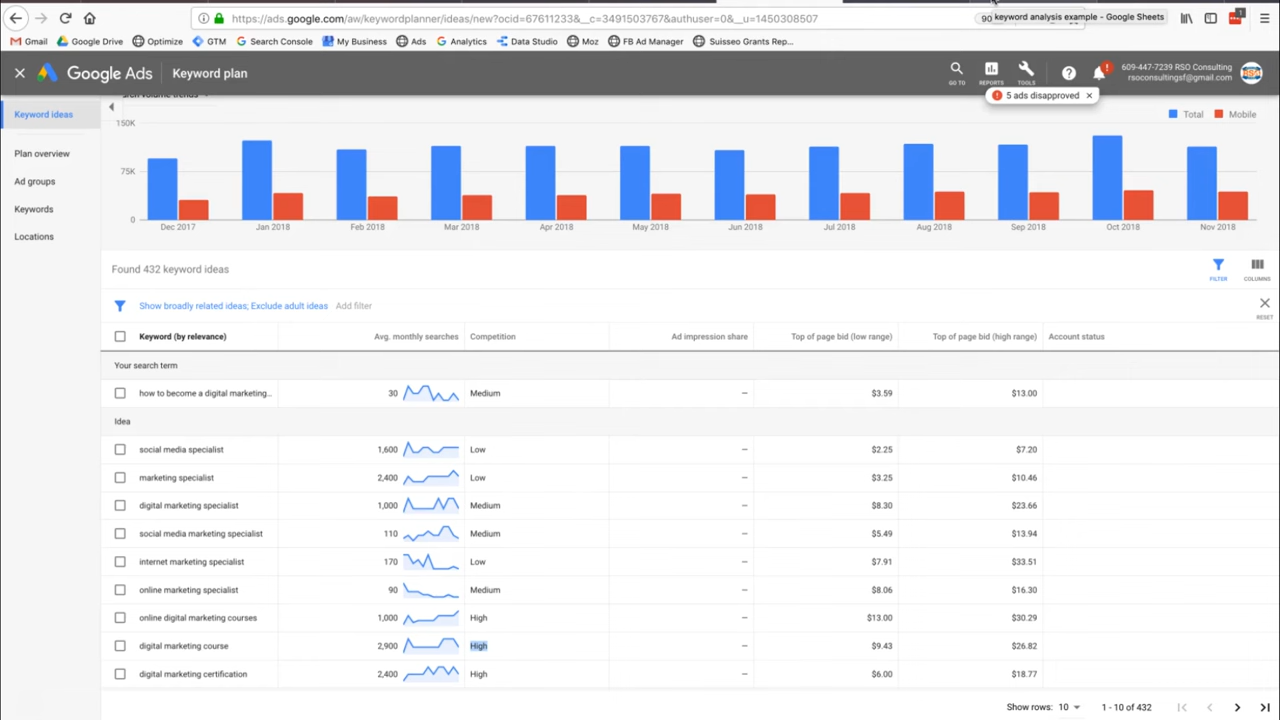 https://ads.google.com/aw/keywordplanner/ideas/new?ocid=67611233&__c=3491503767&authuser=0&__u=1450308507
90
keyword analysis example - Google Sheets
1
Gmail Google Drive Optimize GTM Search Console My Business Ads Analytics Data Studio Moz FB Ad Manager Suisseo Grants Rep...
Google Ads Keyword plan
GO TO REPORTS TOOLS ! 609-447-7239 RSO Consulting
rsoconsultingsf@gmail.com
5 ads disapproved
Keyword ideas
Plan overview
Ad groups
Keywords
Locations
Total Mobile
150K
75K
0
Dec 2017 Jan 2018 Feb 2018 Mar 2018 Apr 2018 May 2018 Jun 2018 Jul 2018 Aug 2018 Sep 2018 Oct 2018 Nov 2018
Found 432 keyword ideas
FILTER COLUMNS
Show broadly related ideas; Exclude adult ideas Add filter
RESET
Keyword (by relevance) Avg. monthly searches Competition Ad impression share Top of page bid (low range) Top of page bid (high range) Account status
Your search term
how to become a digital marketing... 30 Medium – $3.59 $13.00
Idea
social media specialist 1,600 Low – $2.25 $7.20
marketing specialist 2,400 Low – $3.25 $10.46
digital marketing specialist 1,000 Medium – $8.30 $23.66
social media marketing specialist 110 Medium – $5.49 $13.94
internet marketing specialist 170 Low – $7.91 $33.51
online marketing specialist 90 Medium – $8.06 $16.30
online digital marketing courses 1,000 High – $13.00 $30.29
digital marketing course 2,900 High – $9.43 $26.82
digital marketing certification 2,400 High – $6.00 $18.77
Show rows: 10 1 - 10 of 432